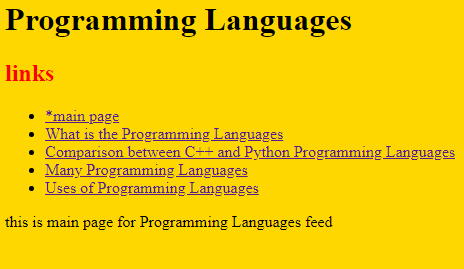 Programming Languages
links
*main page
What is the Programming Languages
Comparison between C++ and Python Programming Languages
Many Programming Languages
Uses of Programming Languages
this is main page for Programming Languages feed